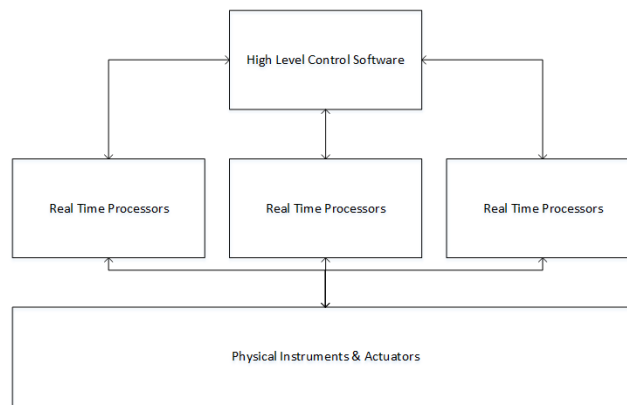 High Level Control Software
Real Time Processors
Real Time Processors
Real Time Processors
Physical Instruments & Actuators